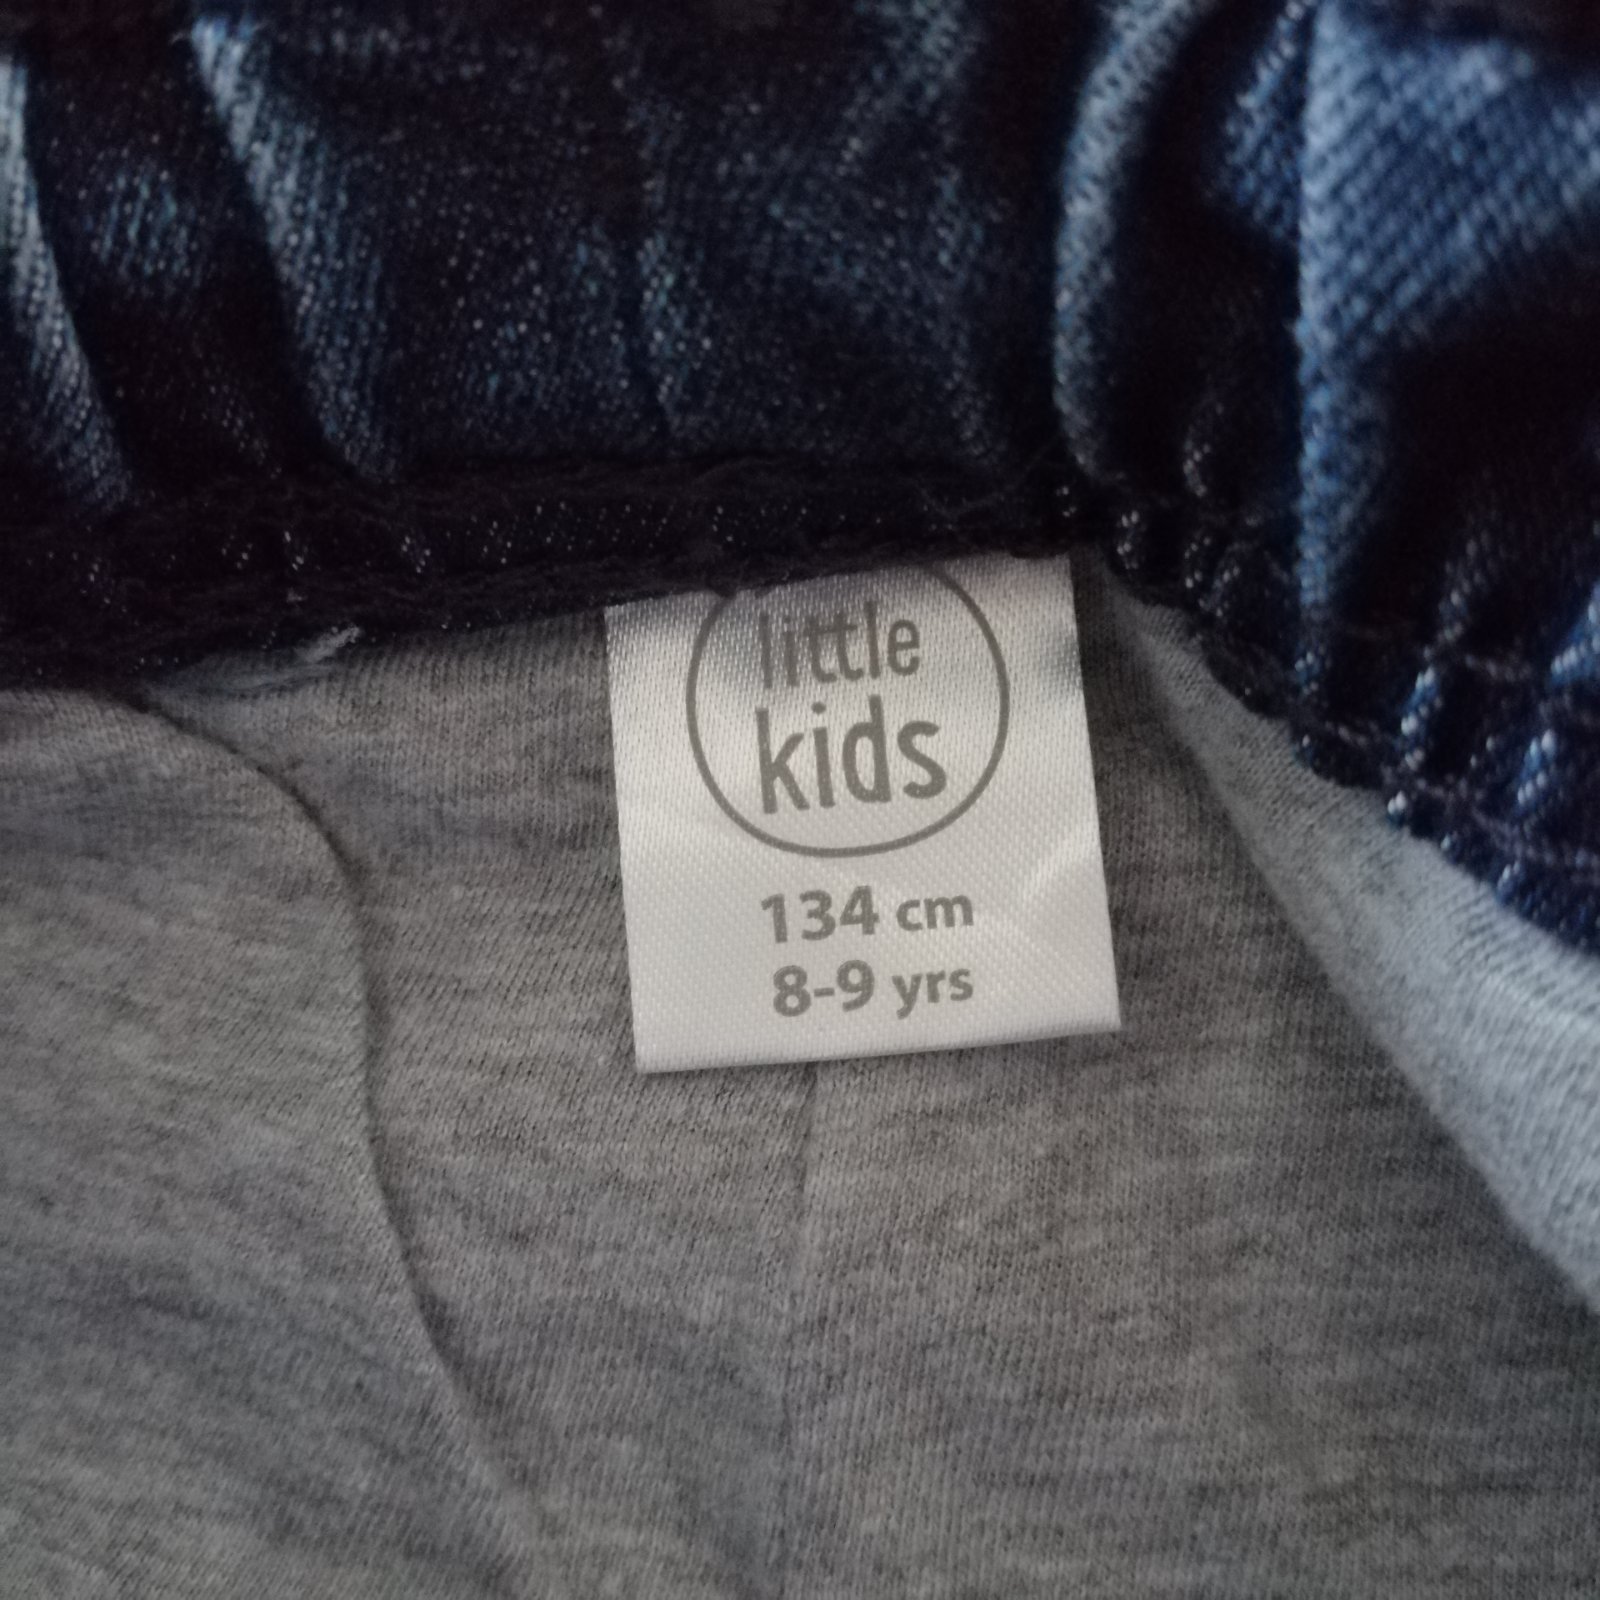 little
kids
134 cm
8-9 yrs